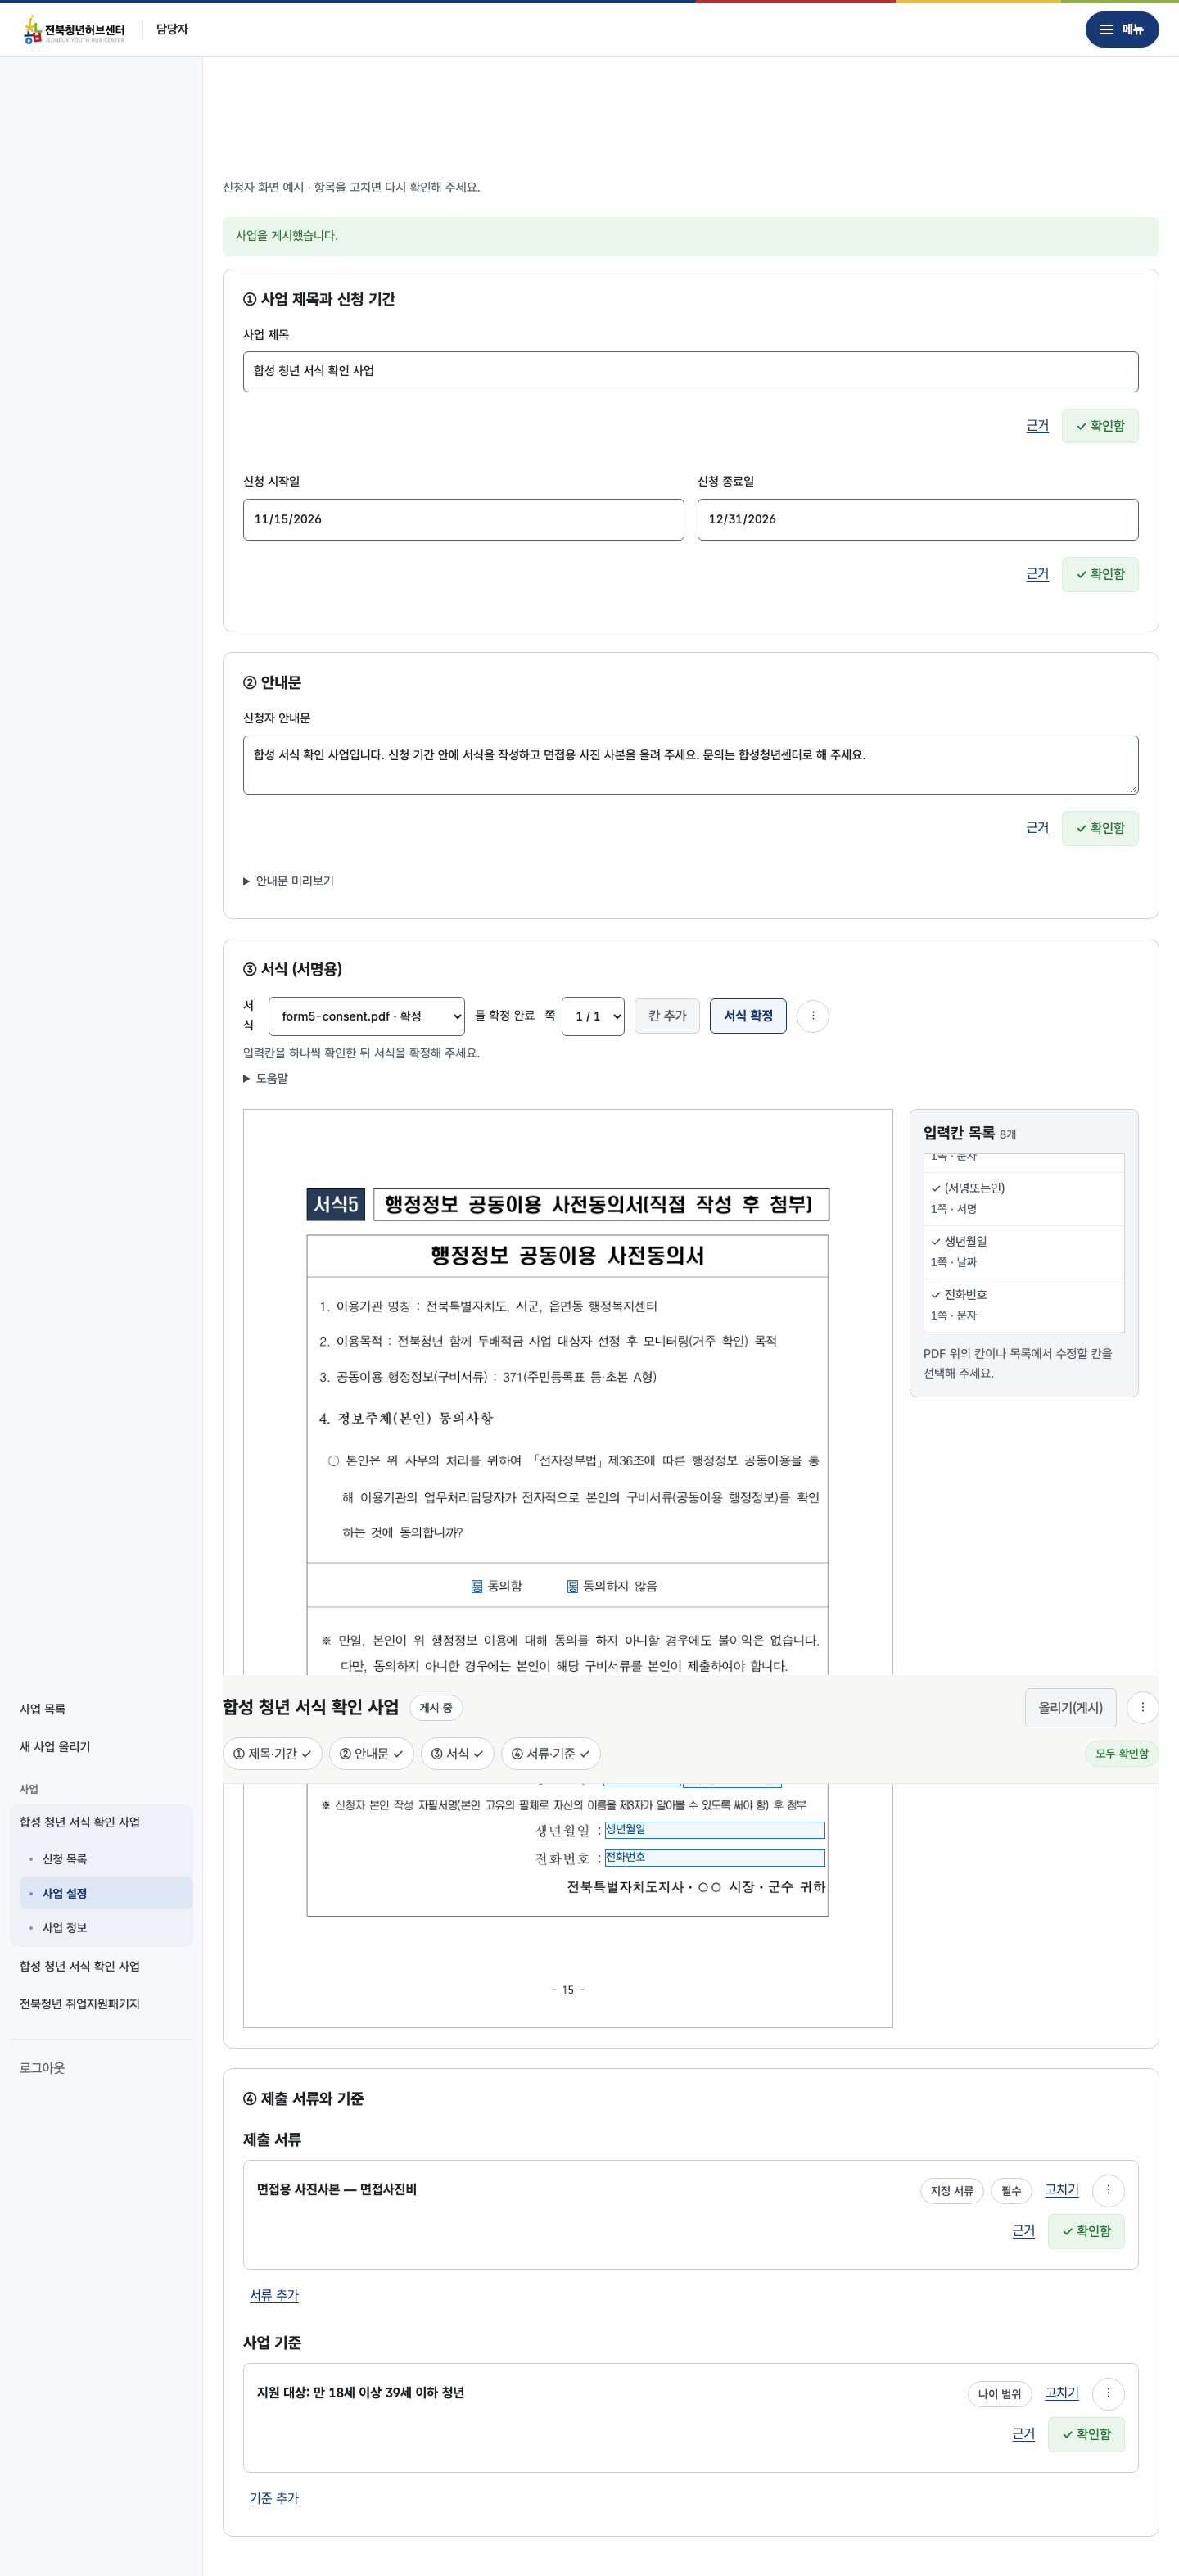 전북청년허브센터
JEONBUK YOUTH HUB CENTER
담당자
메뉴
신청자 화면 예시 · 항목을 고치면 다시 확인해 주세요.
사업을 게시했습니다.
① 사업 제목과 신청 기간
사업 제목
합성 청년 서식 확인 사업
근거 ✓ 확인함
신청 시작일 신청 종료일
11/15/2026 12/31/2026
근거 ✓ 확인함
② 안내문
신청자 안내문
합성 서식 확인 사업입니다. 신청 기간 안에 서식을 작성하고 면접용 사진 사본을 올려 주세요. 문의는 합성청년센터로 해 주세요.
근거 ✓ 확인함
▶ 안내문 미리보기
③ 서식 (서명용)
서식 form5-consent.pdf · 확정 틀 확정 완료 쪽 1 / 1 칸 추가 서식 확정 ⋮
입력칸을 하나씩 확인한 뒤 서식을 확정해 주세요.
▶ 도움말
입력칸 목록 8개
1쪽 · 문자
✓ (서명또는인)
1쪽 · 서명
✓ 생년월일
1쪽 · 날짜
✓ 전화번호
1쪽 · 문자
PDF 위의 칸이나 목록에서 수정할 칸을
선택해 주세요.
서식5 행정정보 공동이용 사전동의서[직접 작성 후 첨부]
행정정보 공동이용 사전동의서
1. 이용기관 명칭 : 전북특별자치도, 시군, 읍면동 행정복지센터
2. 이용목적 : 전북청년 함께 두배적금 사업 대상자 선정 후 모니터링(거주 확인) 목적
3. 공동이용 행정정보(구비서류) : 371(주민등록표 등·초본 A형)
4. 정보주체(본인) 동의사항
○ 본인은 위 사무의 처리를 위하여 「전자정부법」제36조에 따른 행정정보 공동이용을 통
해 이용기관의 업무처리담당자가 전자적으로 본인의 구비서류(공동이용 행정정보)를 확인
하는 것에 동의합니까?
동의함 동의하지 않음
※ 만일, 본인이 위 행정정보 이용에 대해 동의를 하지 아니할 경우에도 불이익은 없습니다.
다만, 동의하지 아니한 경우에는 본인이 해당 구비서류를 본인이 제출하여야 합니다.
합성 청년 서식 확인 사업 게시 중 올리기(게시) ⋮
① 제목·기간 ✓ ② 안내문 ✓ ③ 서식 ✓ ④ 서류·기준 ✓ 모두 확인함
※ 신청자 본인 작성 자필서명(본인 고유의 필체로 자신의 이름을 제3자가 알아볼 수 있도록 써야 함) 후 첨부
생년월일 : 생년월일
전화번호 : 전화번호
전북특별자치도지사 · ○○ 시장 · 군수 귀하
- 15 -
사업 목록
새 사업 올리기
사업
합성 청년 서식 확인 사업
신청 목록
사업 설정
사업 정보
합성 청년 서식 확인 사업
전북청년 취업지원패키지
로그아웃
④ 제출 서류와 기준
제출 서류
면접용 사진사본 — 면접사진비 지정 서류 필수 고치기 ⋮
근거 ✓ 확인함
서류 추가
사업 기준
지원 대상: 만 18세 이상 39세 이하 청년 나이 범위 고치기 ⋮
근거 ✓ 확인함
기준 추가